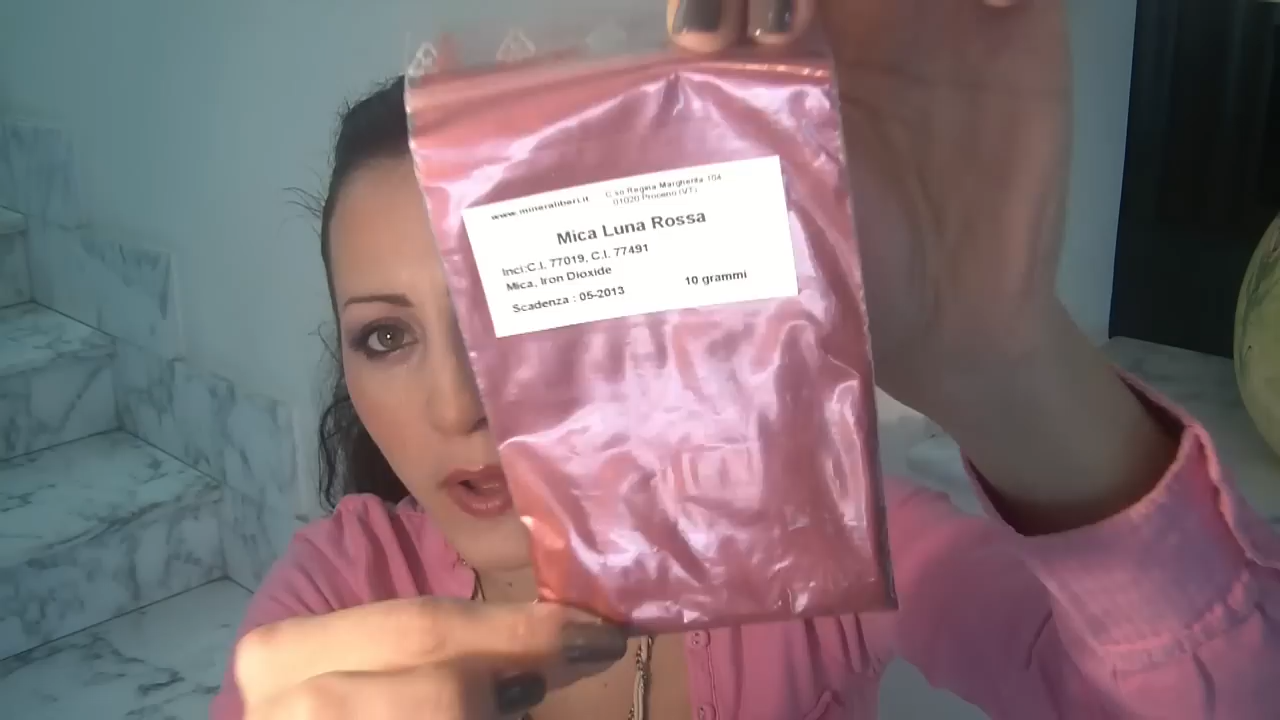 www.mineraliberi.it C.so Regina Margherita 104
01020 Proceno (VT)
Mica Luna Rossa
Inci:C.I. 77019, C.I. 77491
Mica, Iron Dioxide
Scadenza : 05-2013 10 grammi